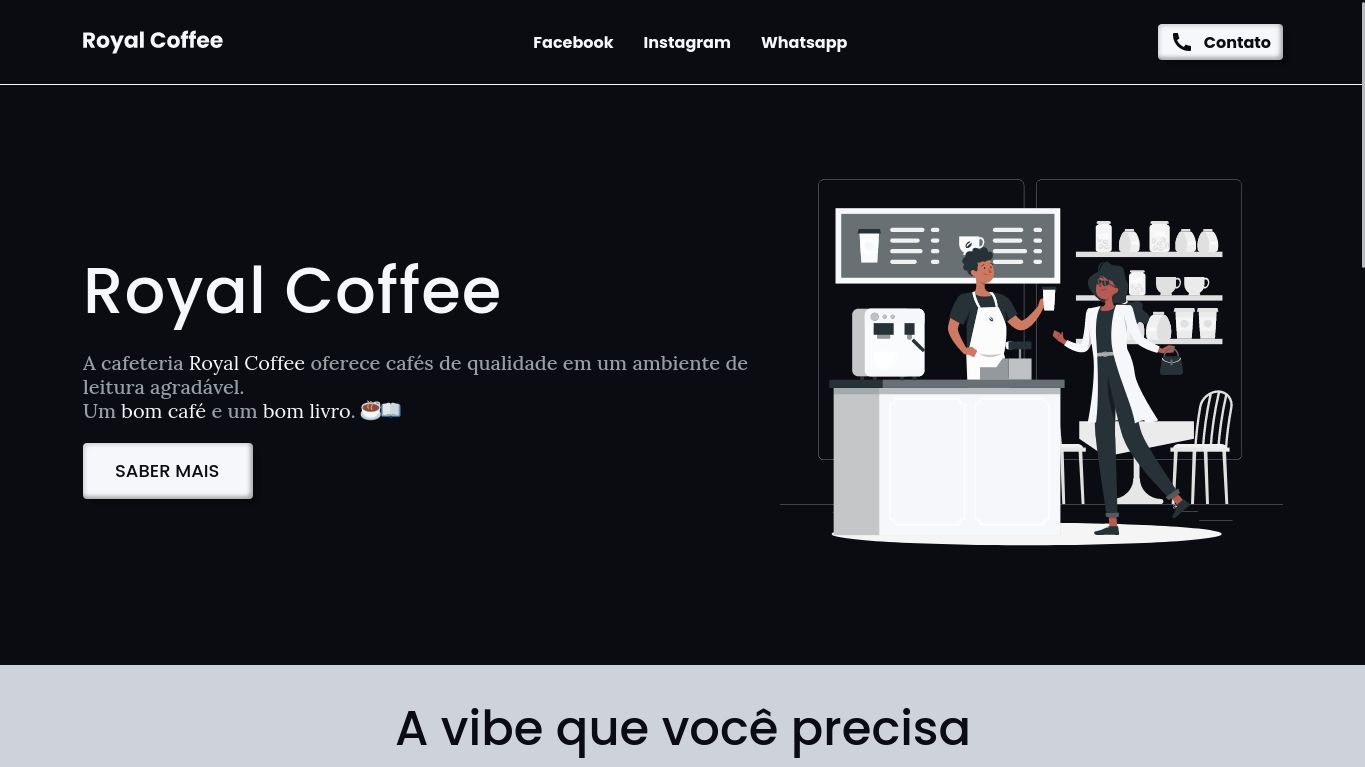 Royal Coffee
Facebook
Instagram
Whatsapp
Contato
Royal Coffee
A cafeteria Royal Coffee oferece cafés de qualidade em um ambiente de
leitura agradável.
Um bom café e um bom livro. ☕📖
SABER MAIS
A vibe que você precisa